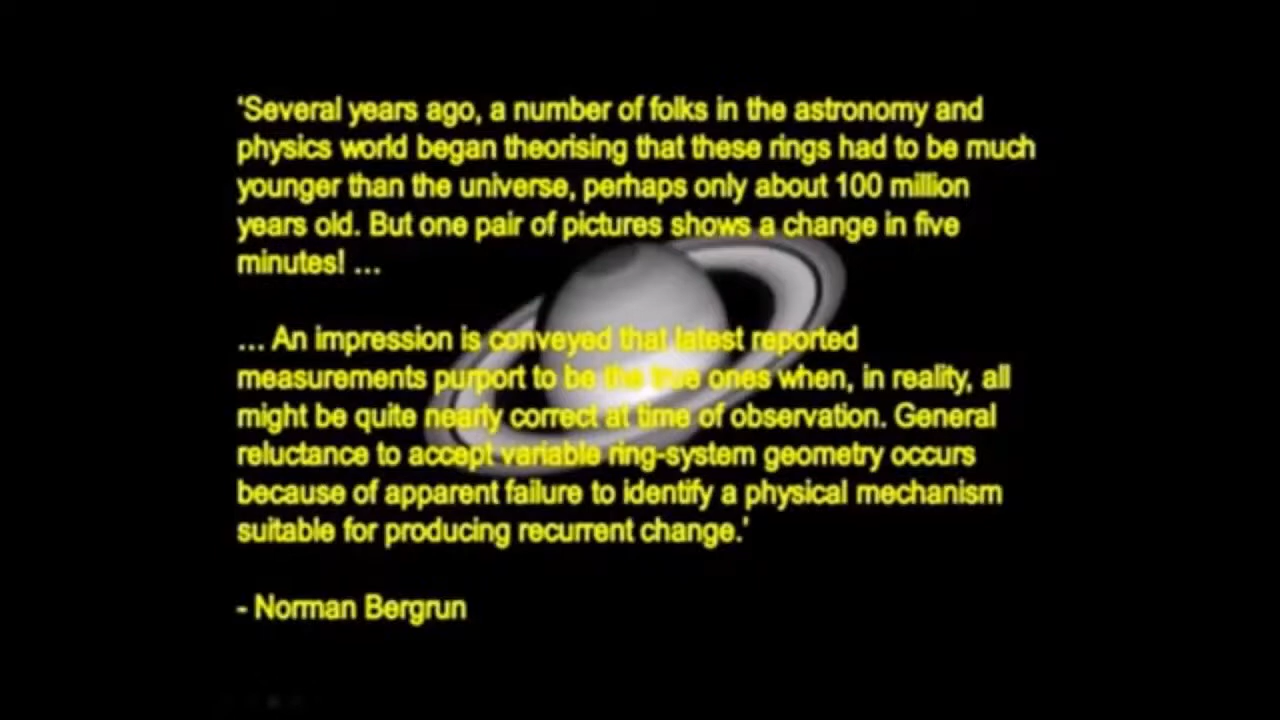 ‘Several years ago, a number of folks in the astronomy and
physics world began theorising that these rings had to be much
younger than the universe, perhaps only about 100 million
years old. But one pair of pictures shows a change in five
minutes! ...
... An impression is conveyed that latest reported
measurements purport to be the true ones when, in reality, all
might be quite nearly correct at time of observation. General
reluctance to accept variable ring-system geometry occurs
because of apparent failure to identify a physical mechanism
suitable for producing recurrent change.’
- Norman Bergrun